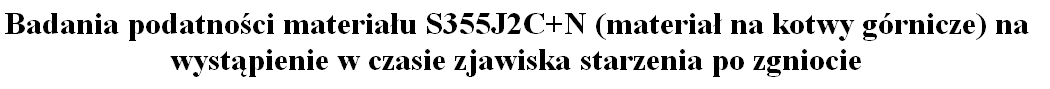 Badania podatności materiału S355J2C+N (materiał na kotwy górnicze) na
wystąpienie w czasie zjawiska starzenia po zgniocie